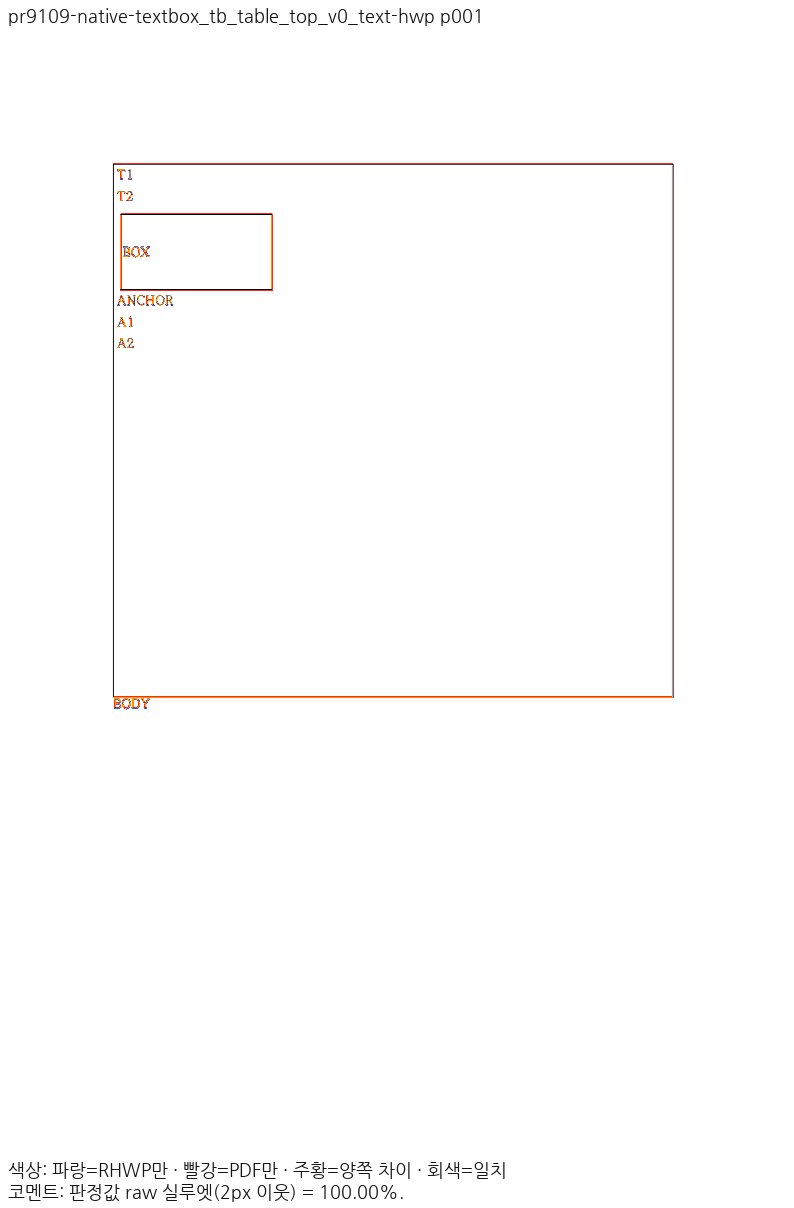 pr9109-native-textbox_tb_table_top_v0_text-hwp p001
T1
T2
BOX
ANCHOR
A1
A2
BODY
색상: 파랑=RHWP만 · 빨강=PDF만 · 주황=양쪽 차이 · 회색=일치
코멘트: 판정값 raw 실루엣(2px 이웃) = 100.00%.